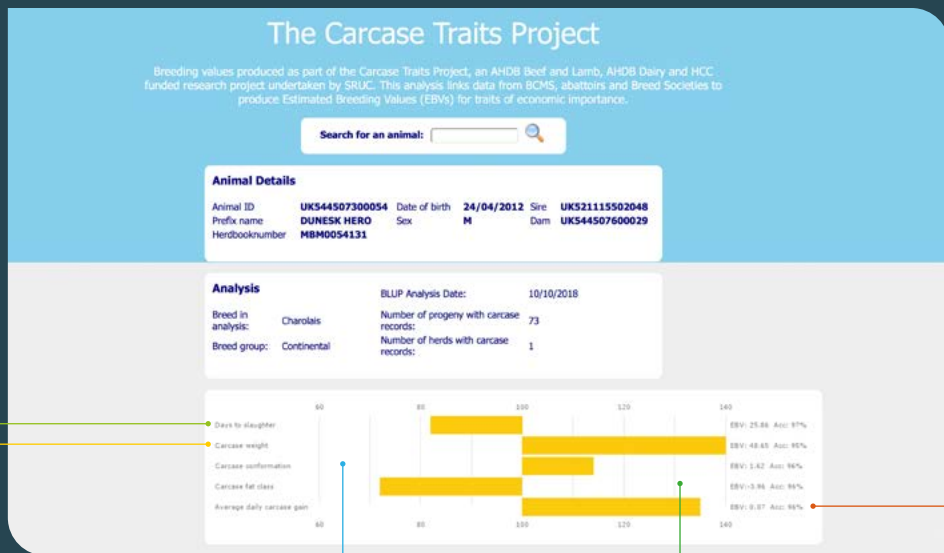 The Carcase Traits Project
Breeding values produced as part of the Carcase Traits Project, an AHDB Beef and Lamb, AHDB Dairy and HCC
funded research project undertaken by SRUC. This analysis links data from BCMS, abattoirs and Breed Societies to
produce Estimated Breeding Values (EBVs) for traits of economic importance.
Search for an animal:
Animal Details
Animal ID UK544507300054 Date of birth 24/04/2012 Sire UK521115502048
Prefix name DUNESK HERO Sex M Dam UK544507600029
Herdbooknumber MBM0054131
Analysis BLUP Analysis Date: 10/10/2018
Breed in analysis: Charolais Number of progeny with carcase records: 73
Breed group: Continental Number of herds with carcase records: 1
60 80 100 120 140
Days to slaughter EBV: 25.86 Acc: 97%
Carcase weight EBV: 48.65 Acc: 95%
Carcase conformation EBV: 1.62 Acc: 96%
Carcase fat class EBV:-3.96 Acc: 96%
Average daily carcase gain EBV: 0.07 Acc: 96%
60 80 100 120 140